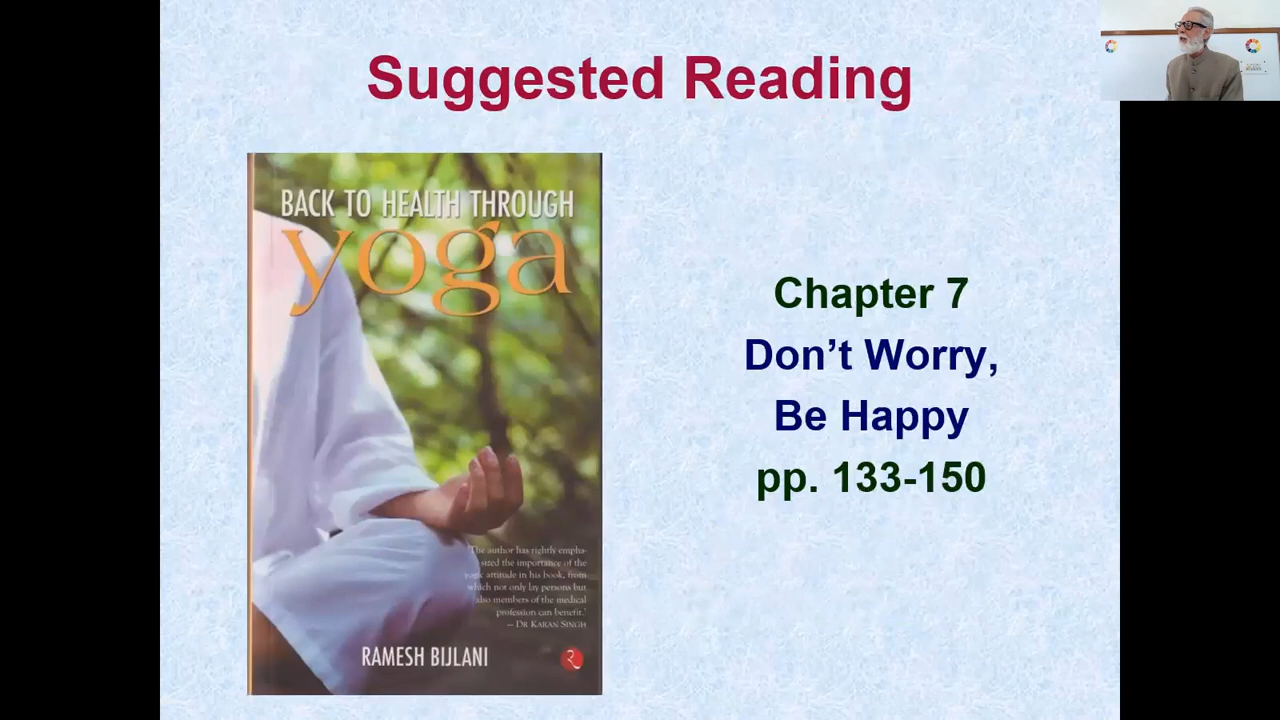 Suggested Reading
BACK TO HEALTH THROUGH
yoga
'The author has rightly empha-
sized the importance of the
yogic attitude in his book, from
which not only lay persons but
also members of the medical
profession can benefit.'
– DR KARAN SINGH
RAMESH BIJLANI
Chapter 7
Don’t Worry,
Be Happy
pp. 133-150